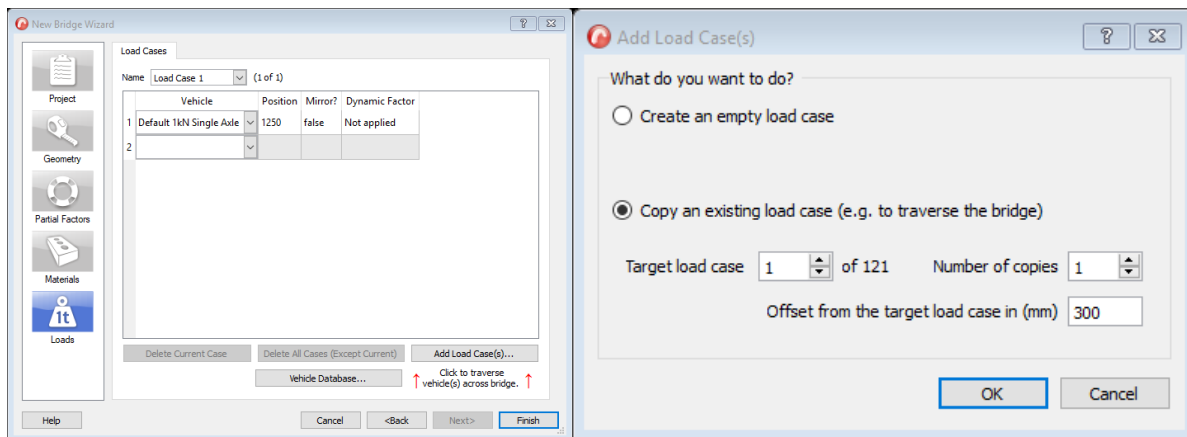 New Bridge Wizard
Project
Geometry
Partial Factors
Materials
1t
Loads
Load Cases
Name Load Case 1 (1 of 1)
Vehicle Position Mirror? Dynamic Factor
1 Default 1kN Single Axle 1250 false Not applied
2
Delete Current Case Delete All Cases (Except Current) Add Load Case(s)...
Vehicle Database... ↑ Click to traverse
vehicle(s) across bridge. ↑
Help Cancel <Back Next> Finish
Add Load Case(s)
What do you want to do?
Create an empty load case
Copy an existing load case (e.g. to traverse the bridge)
Target load case 1 of 121 Number of copies 1
Offset from the target load case in (mm) 300
OK Cancel